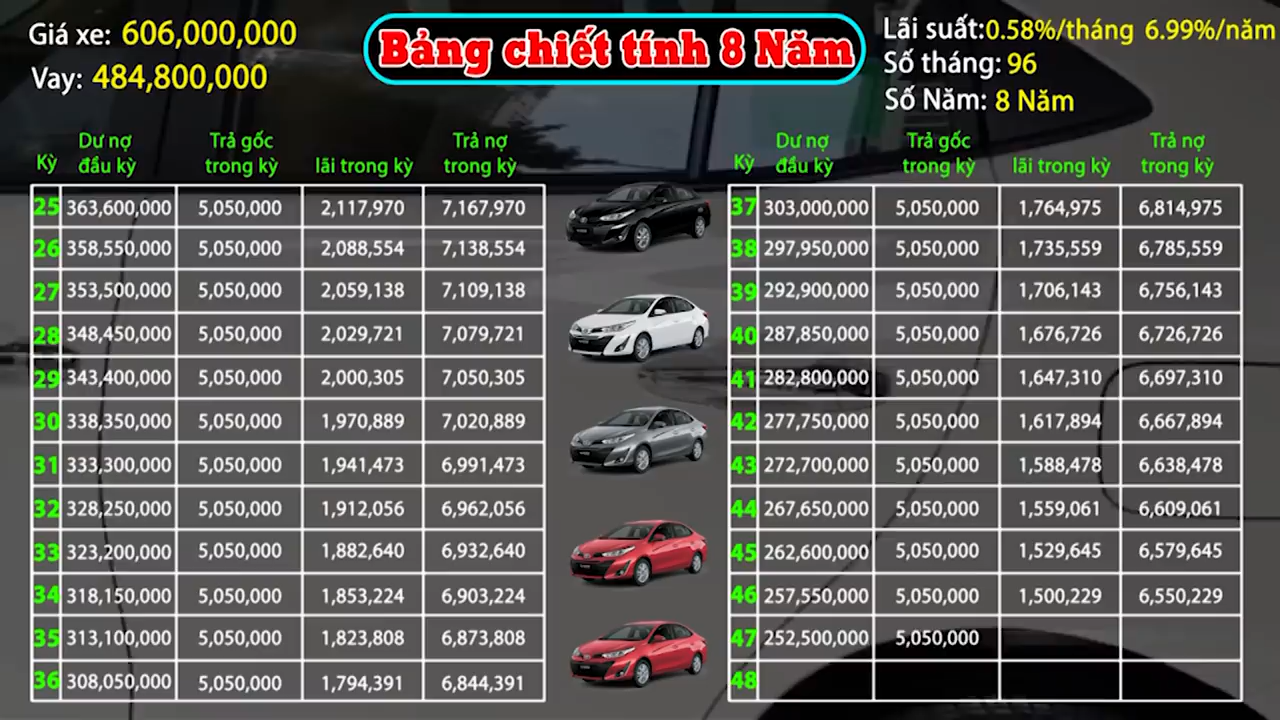 Giá xe: 606,000,000
Vay: 484,800,000
Bảng chiết tính 8 Năm
Lãi suất:0.58%/tháng 6.99%/năm
Số tháng: 96
Số Năm: 8 Năm
Kỳ Dư nợ đầu kỳ Trả gốc trong kỳ lãi trong kỳ Trả nợ trong kỳ
25 363,600,000 5,050,000 2,117,970 7,167,970
26 358,550,000 5,050,000 2,088,554 7,138,554
27 353,500,000 5,050,000 2,059,138 7,109,138
28 348,450,000 5,050,000 2,029,721 7,079,721
29 343,400,000 5,050,000 2,000,305 7,050,305
30 338,350,000 5,050,000 1,970,889 7,020,889
31 333,300,000 5,050,000 1,941,473 6,991,473
32 328,250,000 5,050,000 1,912,056 6,962,056
33 323,200,000 5,050,000 1,882,640 6,932,640
34 318,150,000 5,050,000 1,853,224 6,903,224
35 313,100,000 5,050,000 1,823,808 6,873,808
36 308,050,000 5,050,000 1,794,391 6,844,391
Kỳ Dư nợ đầu kỳ Trả gốc trong kỳ lãi trong kỳ Trả nợ trong kỳ
37 303,000,000 5,050,000 1,764,975 6,814,975
38 297,950,000 5,050,000 1,735,559 6,785,559
39 292,900,000 5,050,000 1,706,143 6,756,143
40 287,850,000 5,050,000 1,676,726 6,726,726
41 282,800,000 5,050,000 1,647,310 6,697,310
42 277,750,000 5,050,000 1,617,894 6,667,894
43 272,700,000 5,050,000 1,588,478 6,638,478
44 267,650,000 5,050,000 1,559,061 6,609,061
45 262,600,000 5,050,000 1,529,645 6,579,645
46 257,550,000 5,050,000 1,500,229 6,550,229
47 252,500,000 5,050,000
48